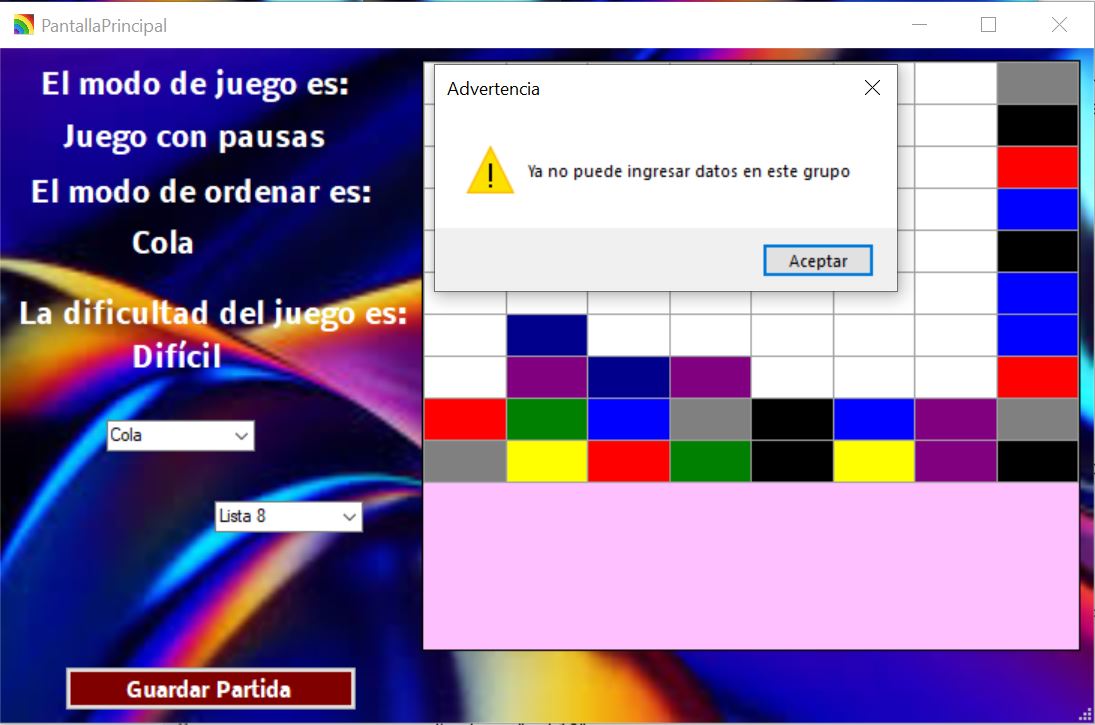 PantallaPrincipal
El modo de juego es:
Juego con pausas
El modo de ordenar es:
Cola
La dificultad del juego es:
Difícil
Cola
Lista 8
Guardar Partida
Advertencia
Ya no puede ingresar datos en este grupo
Aceptar